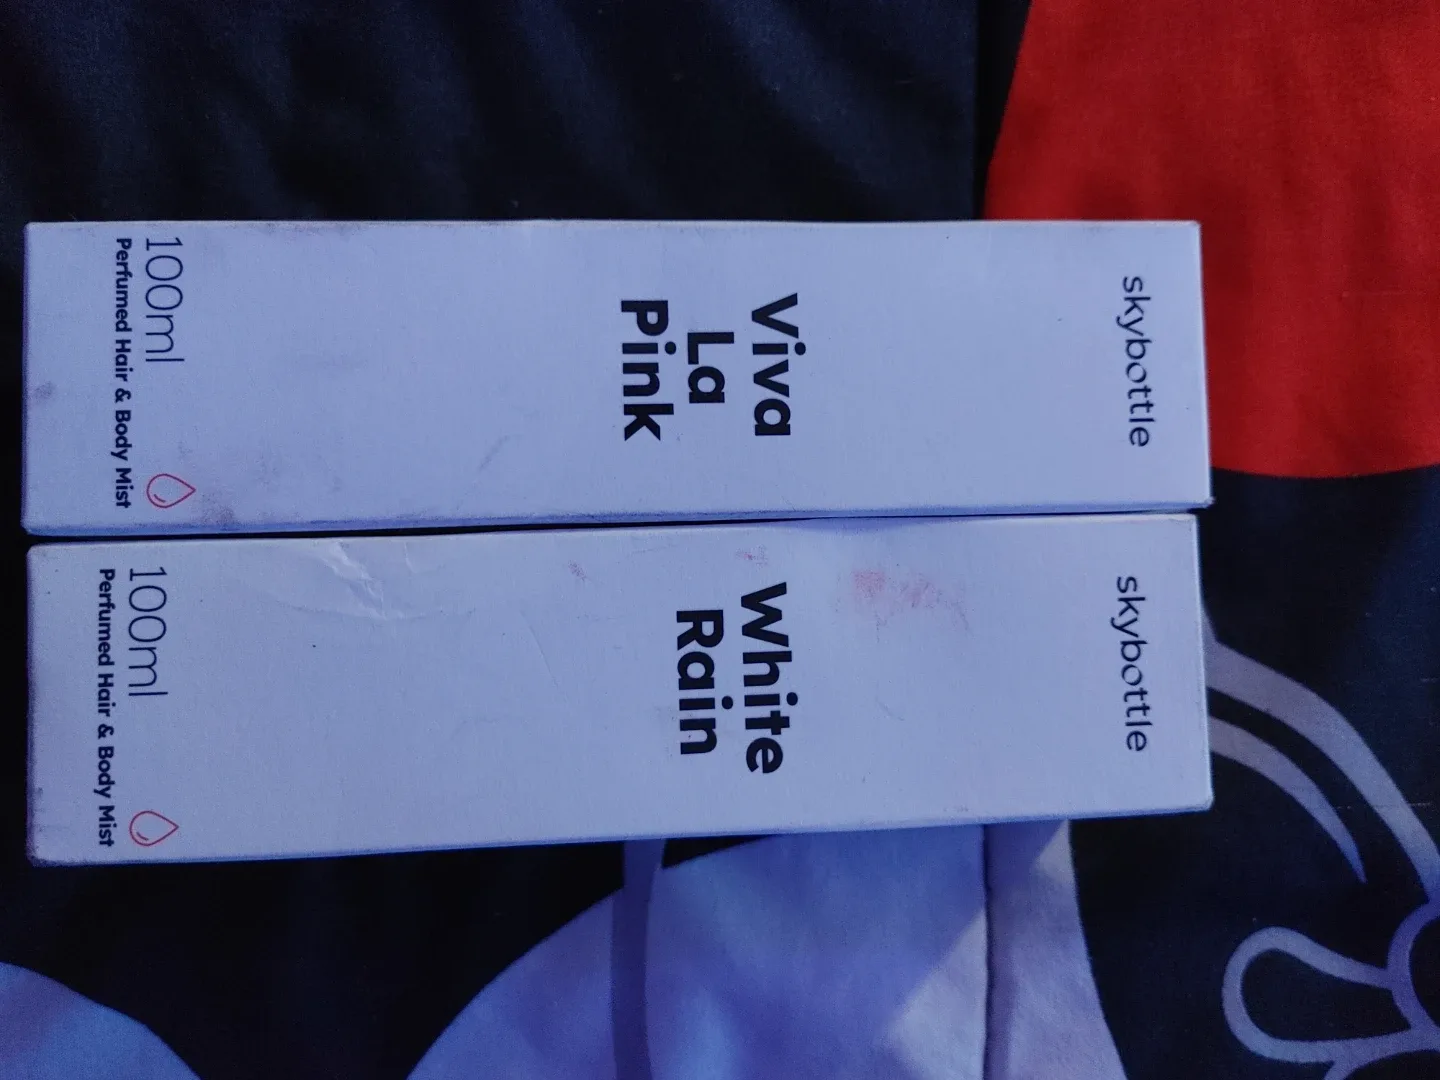 skybottle
Viva
La
Pink
100ml
Perfumed Hair & Body Mist
skybottle
White
Rain
100ml
Perfumed Hair & Body Mist